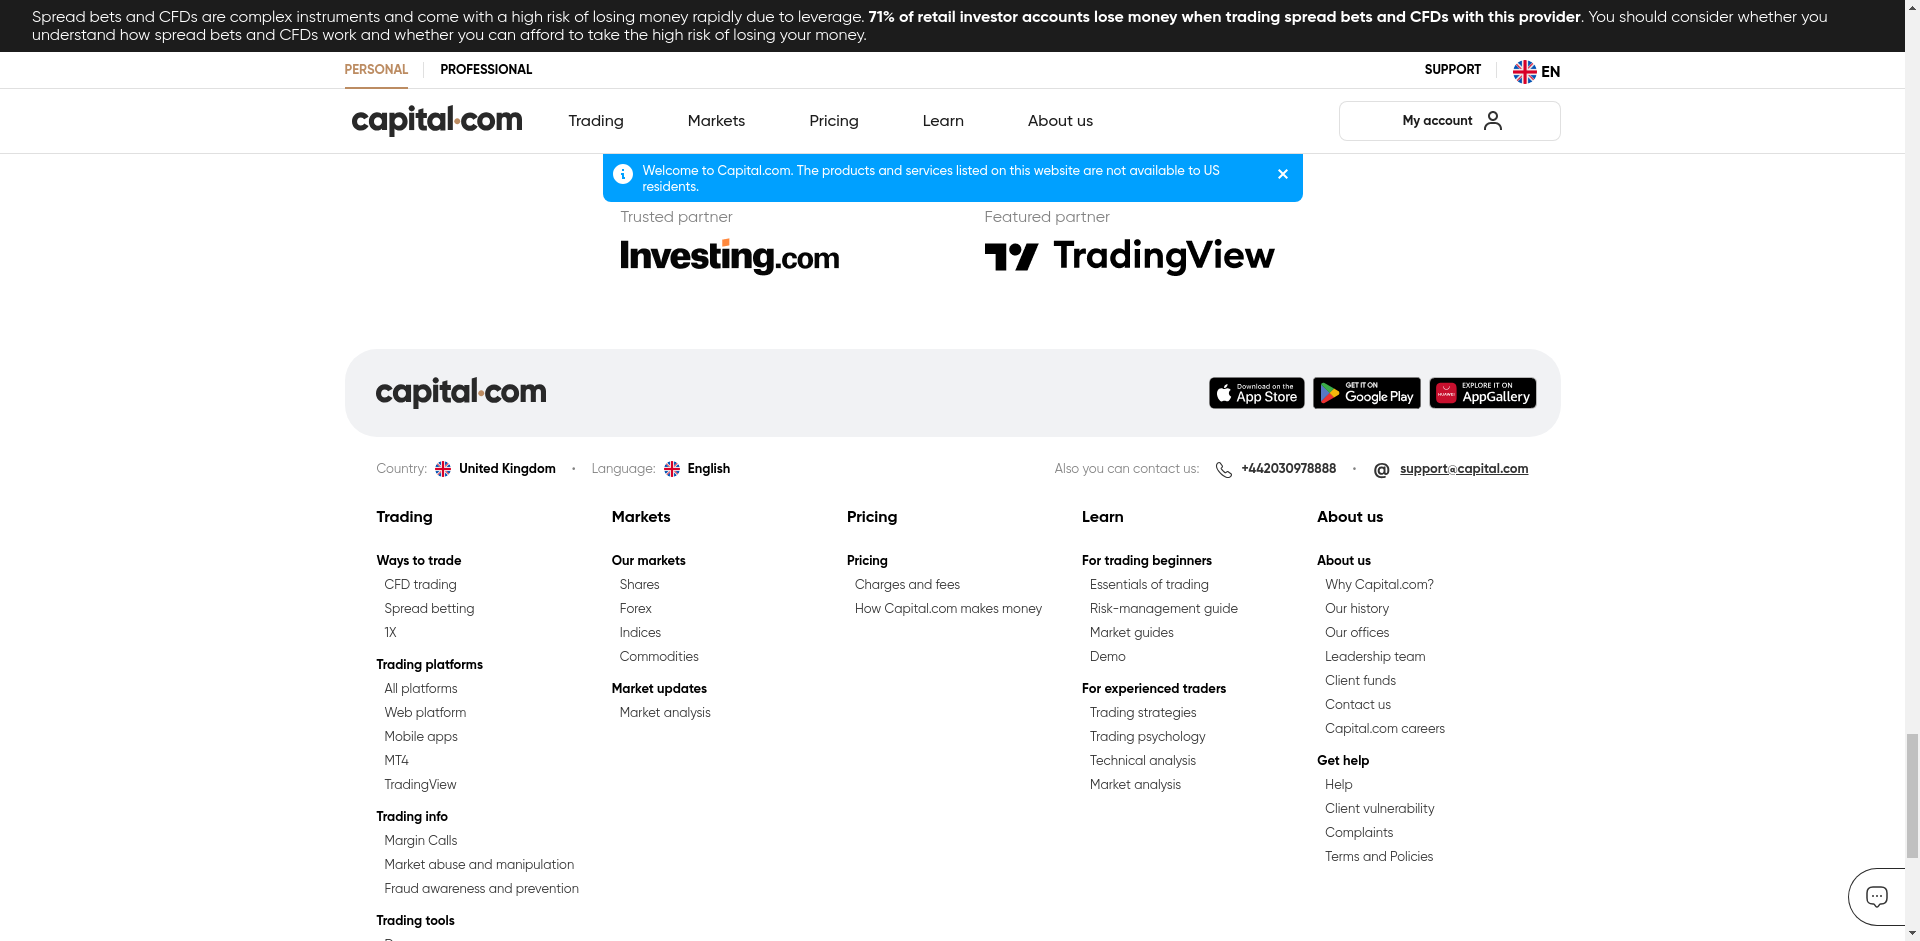 Spread bets and CFDs are complex instruments and come with a high risk of losing money rapidly due to leverage. 71% of retail investor accounts lose money when trading spread bets and CFDs with this provider. You should consider whether you
understand how spread bets and CFDs work and whether you can afford to take the high risk of losing your money.
PERSONAL
PROFESSIONAL
SUPPORT
EN
capital.com
Trading
Markets
Pricing
Learn
About us
My account
Welcome to Capital.com. The products and services listed on this website are not available to US
residents.
Trusted partner
Featured partner
Investing.com
TradingView
capital.com
Download on the
App Store
GET IT ON
Google Play
HUAWEI
EXPLORE IT ON
AppGallery
Country: United Kingdom
Language: English
Also you can contact us: +442030978888
support@capital.com
Trading
Ways to trade
CFD trading
Spread betting
1X
Trading platforms
All platforms
Web platform
Mobile apps
MT4
TradingView
Trading info
Margin Calls
Market abuse and manipulation
Fraud awareness and prevention
Trading tools
Markets
Our markets
Shares
Forex
Indices
Commodities
Market updates
Market analysis
Pricing
Pricing
Charges and fees
How Capital.com makes money
Learn
For trading beginners
Essentials of trading
Risk-management guide
Market guides
Demo
For experienced traders
Trading strategies
Trading psychology
Technical analysis
Market analysis
About us
About us
Why Capital.com?
Our history
Our offices
Leadership team
Client funds
Contact us
Capital.com careers
Get help
Help
Client vulnerability
Complaints
Terms and Policies